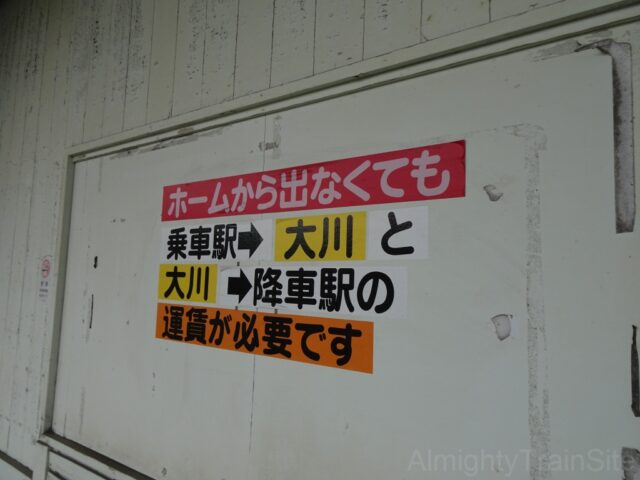 ホームから出なくても
乗車駅➡大川と
大川➡降車駅の
運賃が必要です
AlmightyTrainSite